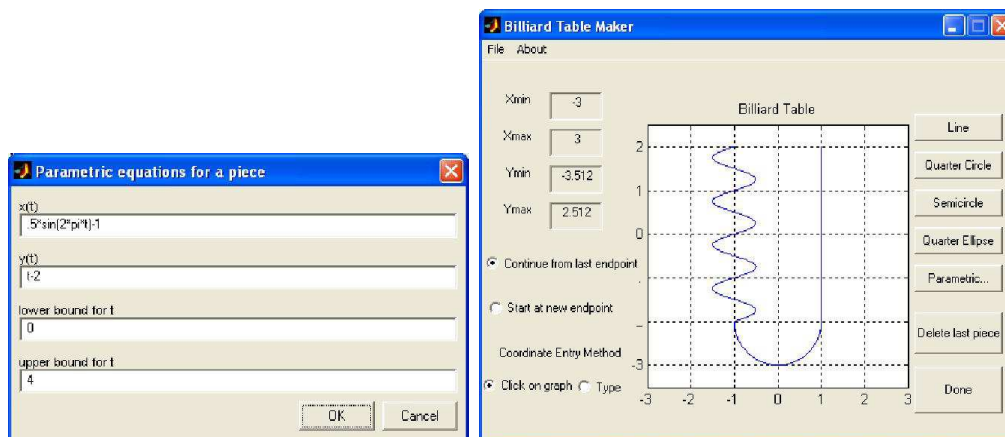 Parametric equations for a piece
x(t)
.5*sin(2*pi*t)-1
y(t)
t-2
lower bound for t
0
upper bound for t
4
OK Cancel
Billiard Table Maker
File About
Xmin -3
Xmax 3
Ymin -3.512
Ymax 2.512
Continue from last endpoint
Start at new endpoint
Coordinate Entry Method
Click on graph Type
Billiard Table
2
1
0
-3
-3 -2 -1 0 1 2 3
Line
Quarter Circle
Semicircle
Quarter Ellipse
Parametric...
Delete last piece
Done